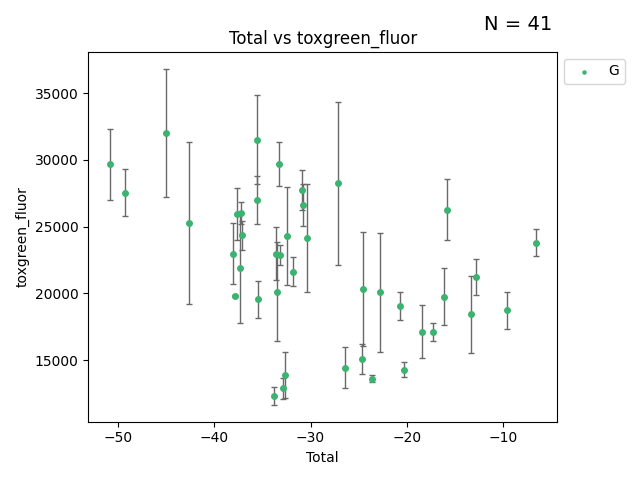 N = 41
Total vs toxgreen_fluor
G
toxgreen_fluor
35000
30000
25000
20000
15000
−50 −40 −30 −20 −10
Total